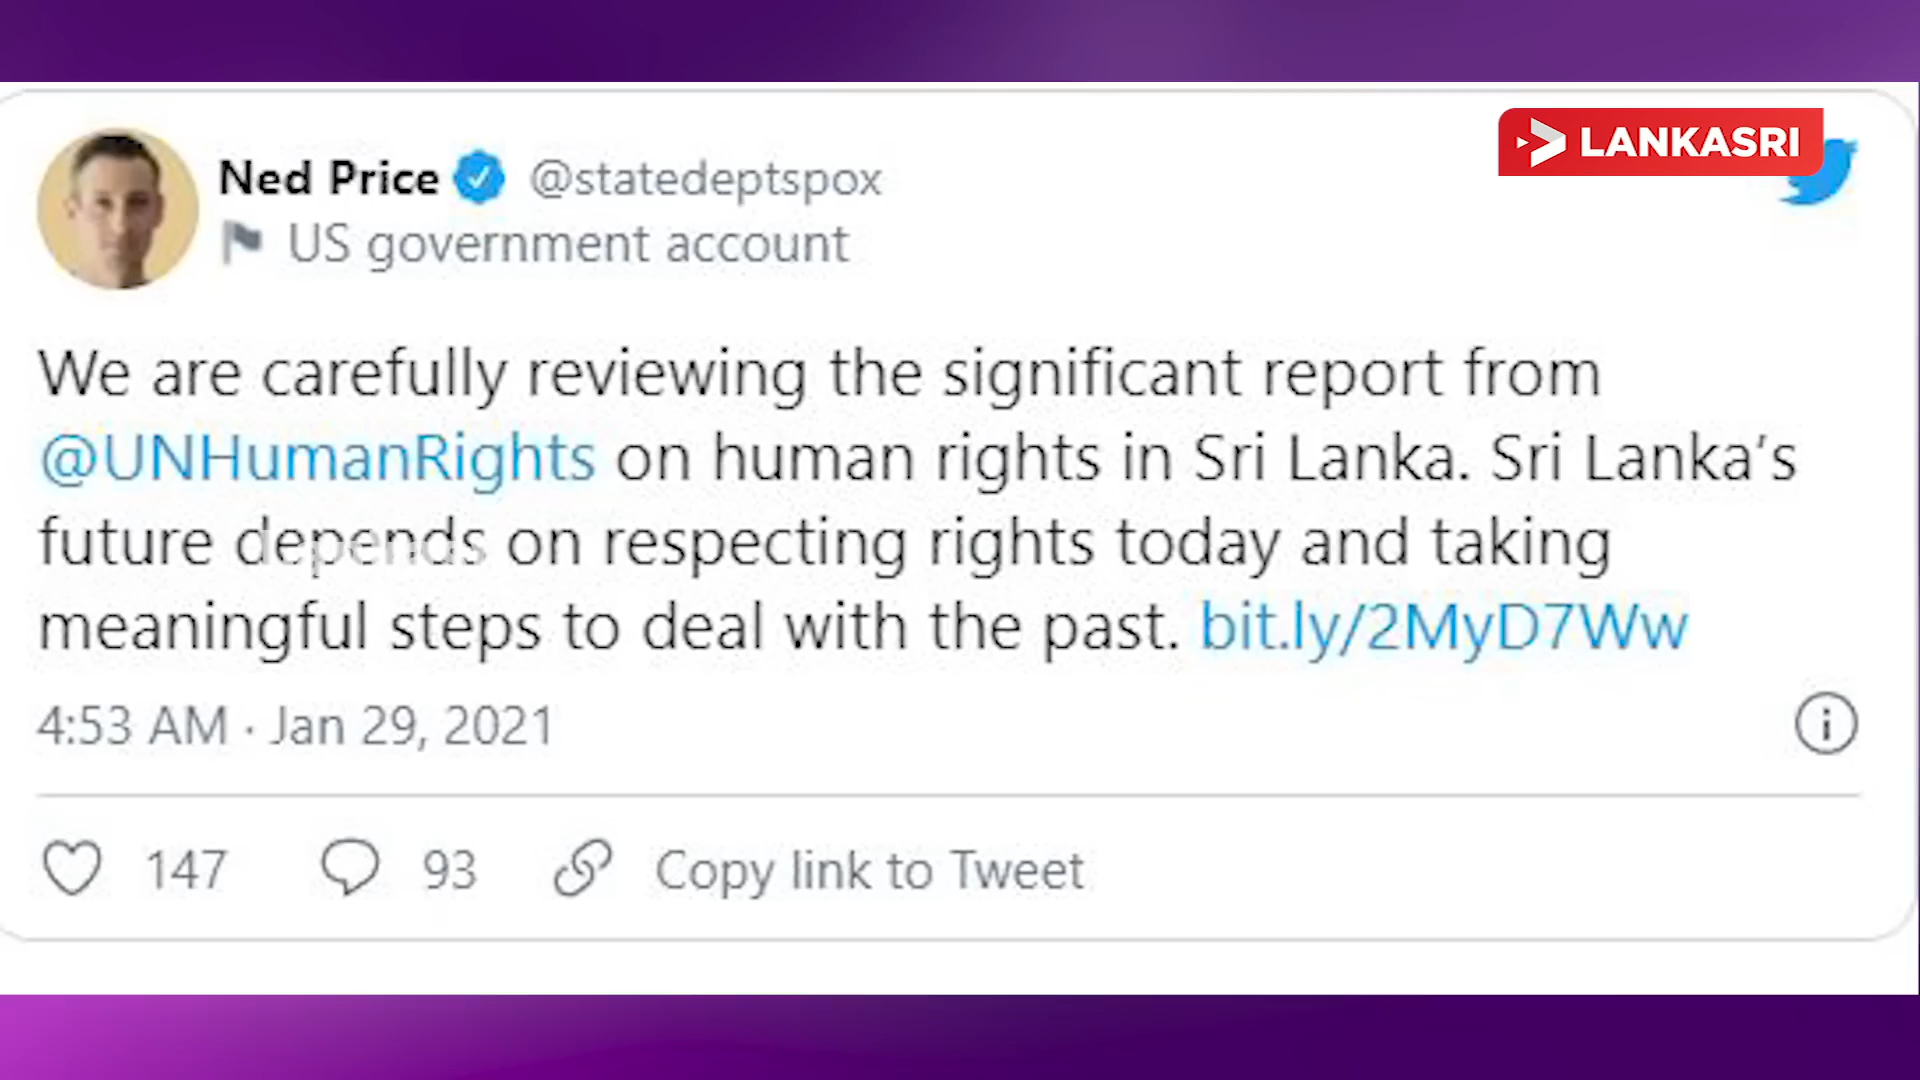 LANKASRI
Ned Price @statedeptspox
US government account
We are carefully reviewing the significant report from
@UNHumanRights on human rights in Sri Lanka. Sri Lanka's
future depends on respecting rights today and taking
meaningful steps to deal with the past. bit.ly/2MyD7Ww
4:53 AM · Jan 29, 2021
147 93 Copy link to Tweet